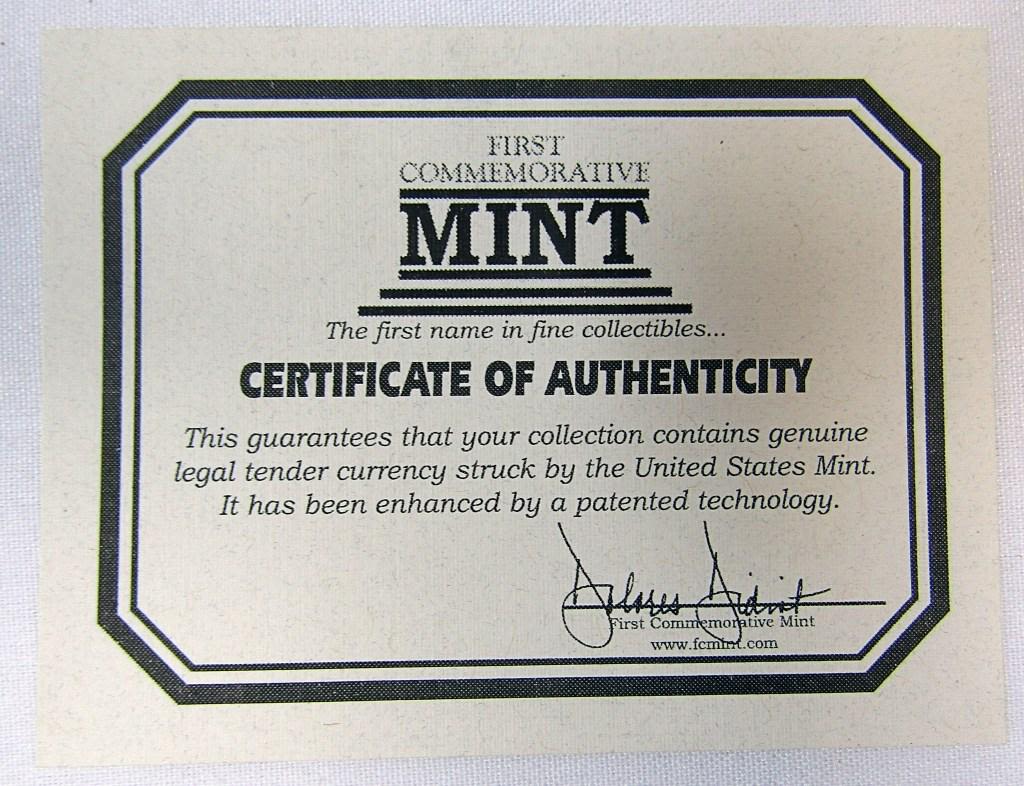 FIRST
COMMEMORATIVE
MINT
The first name in fine collectibles...
CERTIFICATE OF AUTHENTICITY
This guarantees that your collection contains genuine
legal tender currency struck by the United States Mint.
It has been enhanced by a patented technology.
Dolores
First Commemorative Mint
www.fcmint.com